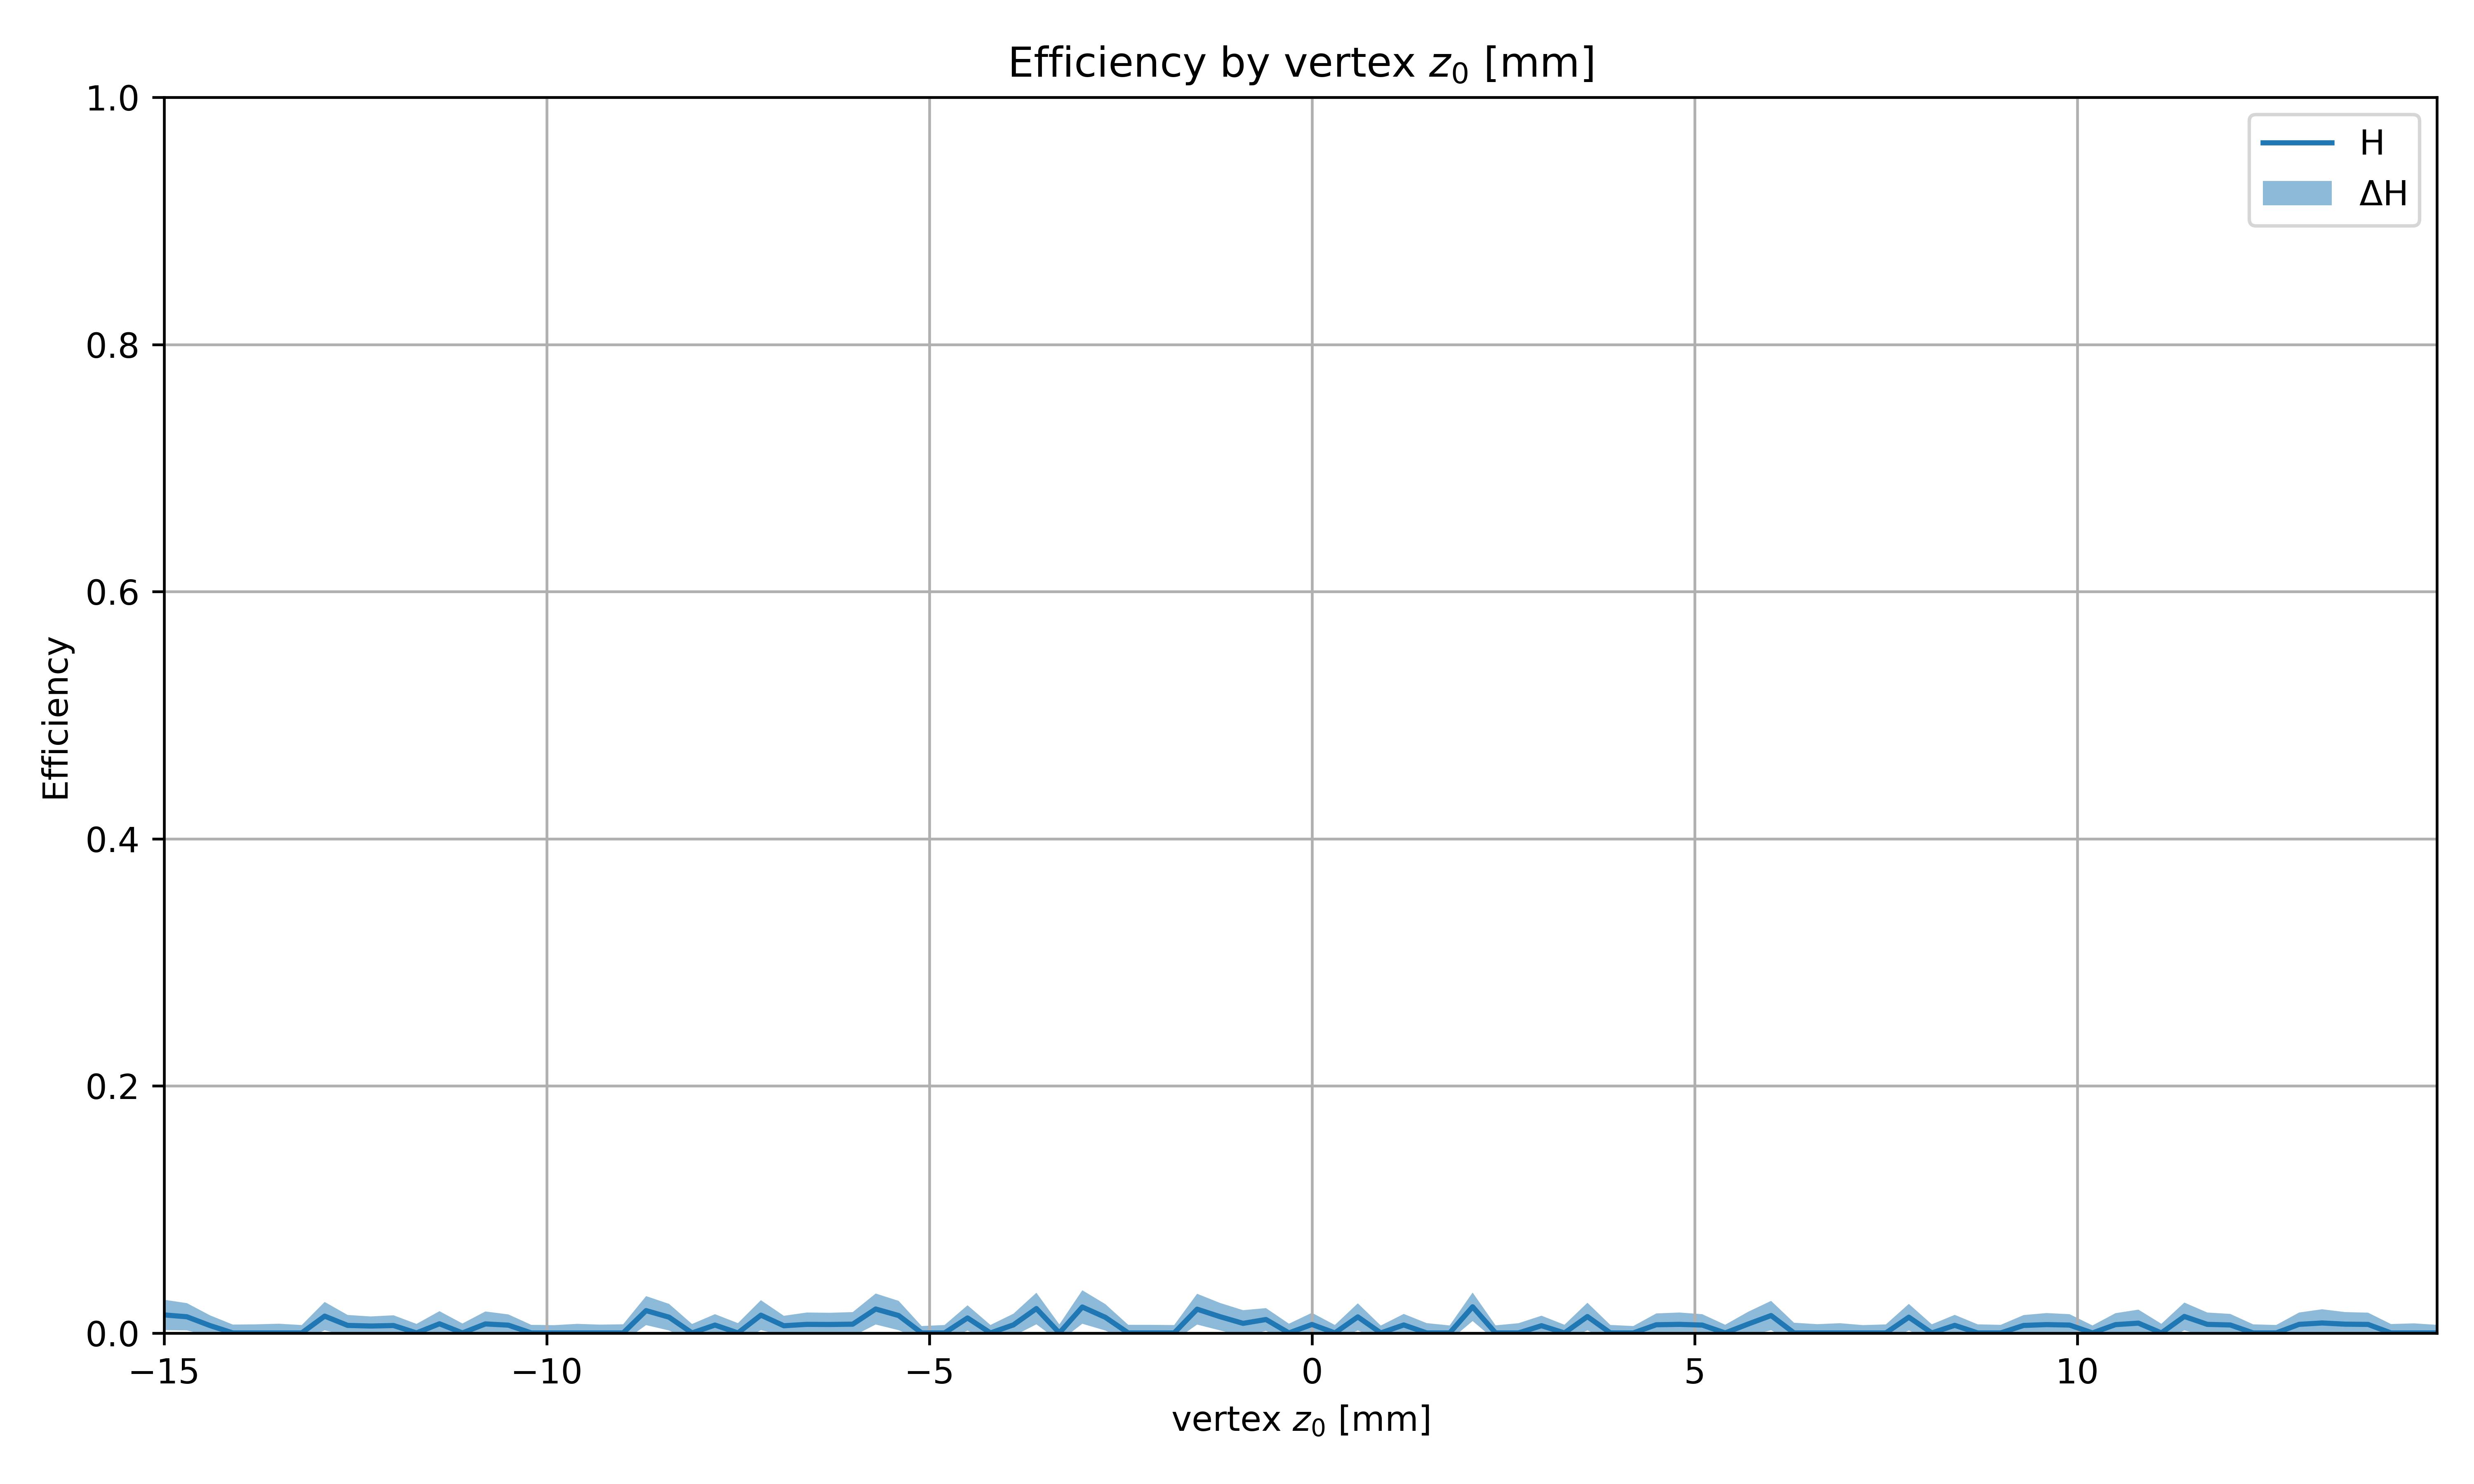 Efficiency by vertex z₀ [mm]
H
ΔH
Efficiency
1.0
0.8
0.6
0.4
0.2
0.0
−15
−10
−5
0
5
10
vertex z₀ [mm]